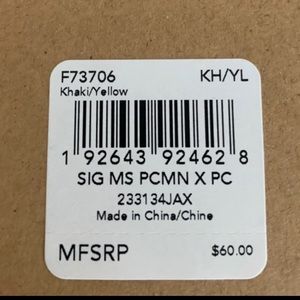 F73706 KH/YL
Khaki/Yellow
1 92643 92462 8
SIG MS PCMN X PC
233134JAX
Made in China/Chine
MFSRP $60.00